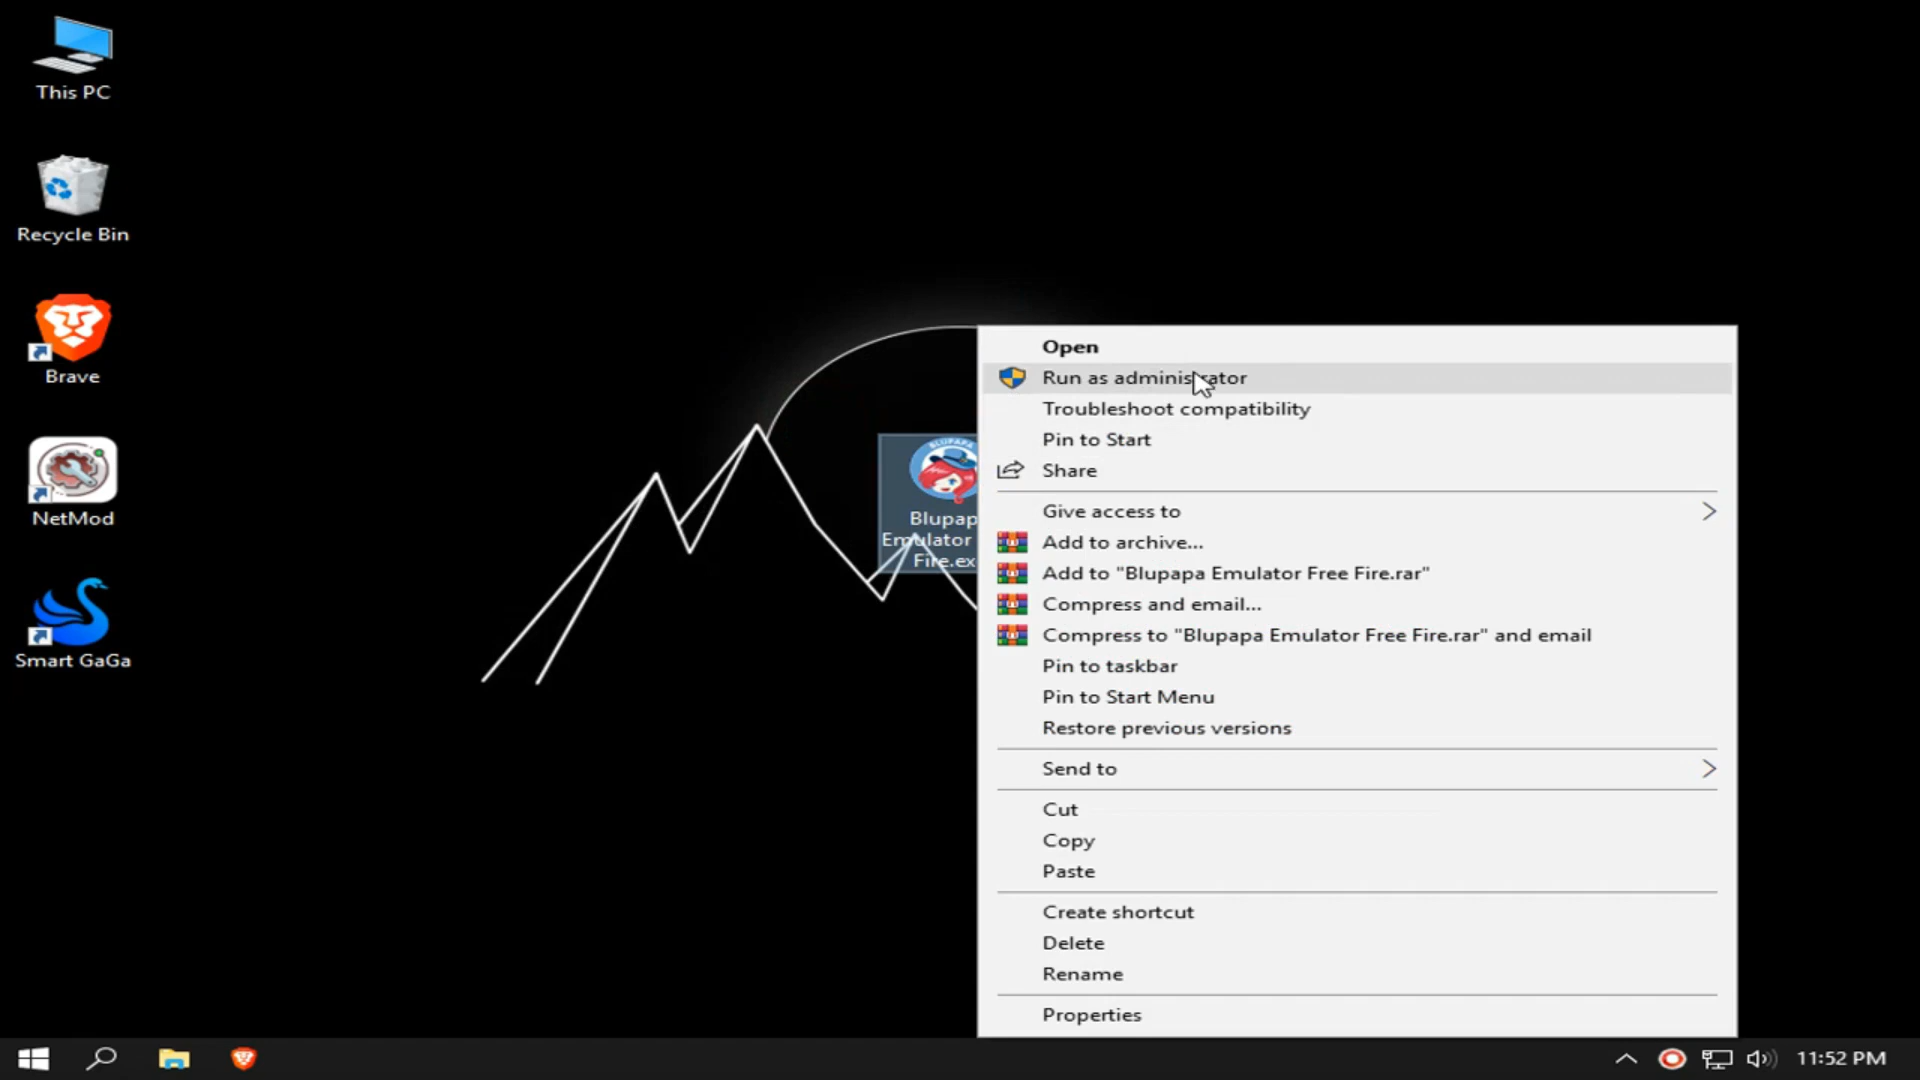 This PC
Recycle Bin
Brave
NetMod
Smart GaGa
BLUPAPA
Blupap
Emulator
Fire.ex
Open
Run as administrator
Troubleshoot compatibility
Pin to Start
Share
Give access to
Add to archive...
Add to "Blupapa Emulator Free Fire.rar"
Compress and email...
Compress to "Blupapa Emulator Free Fire.rar" and email
Pin to taskbar
Pin to Start Menu
Restore previous versions
Send to
Cut
Copy
Paste
Create shortcut
Delete
Rename
Properties
11:52 PM